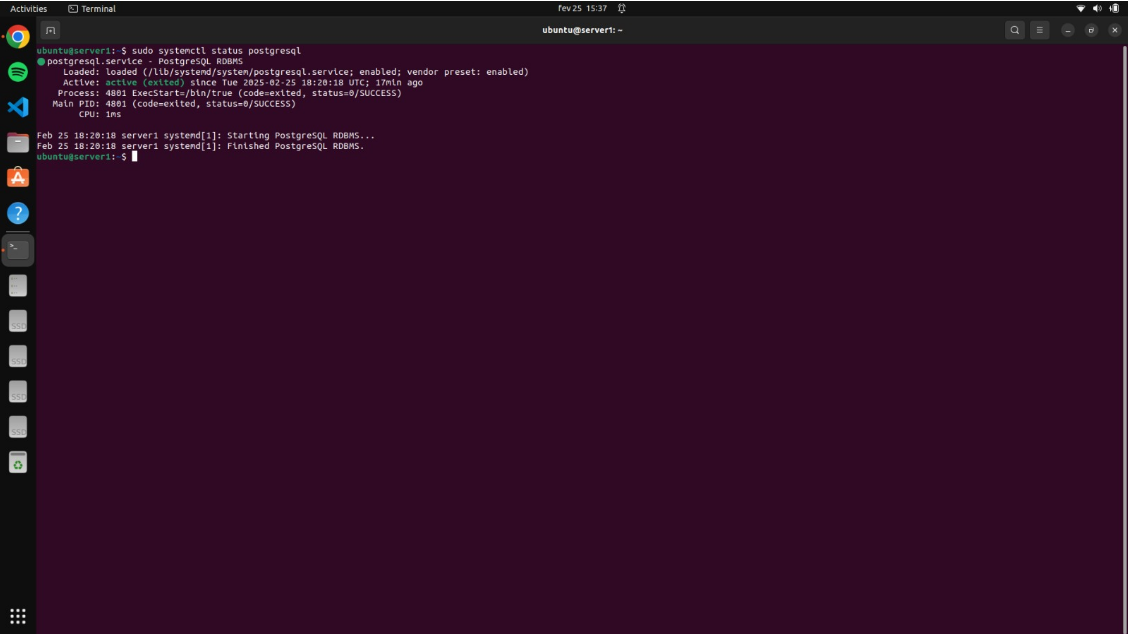 Activities Terminal fev 25 15:37
ubuntu@server1: ~
ubuntu@server1:~$ sudo systemctl status postgresql
● postgresql.service - PostgreSQL RDBMS
Loaded: loaded (/lib/systemd/system/postgresql.service; enabled; vendor preset: enabled)
Active: active (exited) since Tue 2025-02-25 18:20:18 UTC; 17min ago
Process: 4801 ExecStart=/bin/true (code=exited, status=0/SUCCESS)
Main PID: 4801 (code=exited, status=0/SUCCESS)
CPU: 1ms
Feb 25 18:20:18 server1 systemd[1]: Starting PostgreSQL RDBMS...
Feb 25 18:20:18 server1 systemd[1]: Finished PostgreSQL RDBMS.
ubuntu@server1:~$
SSD
SSD
SSD
SSD